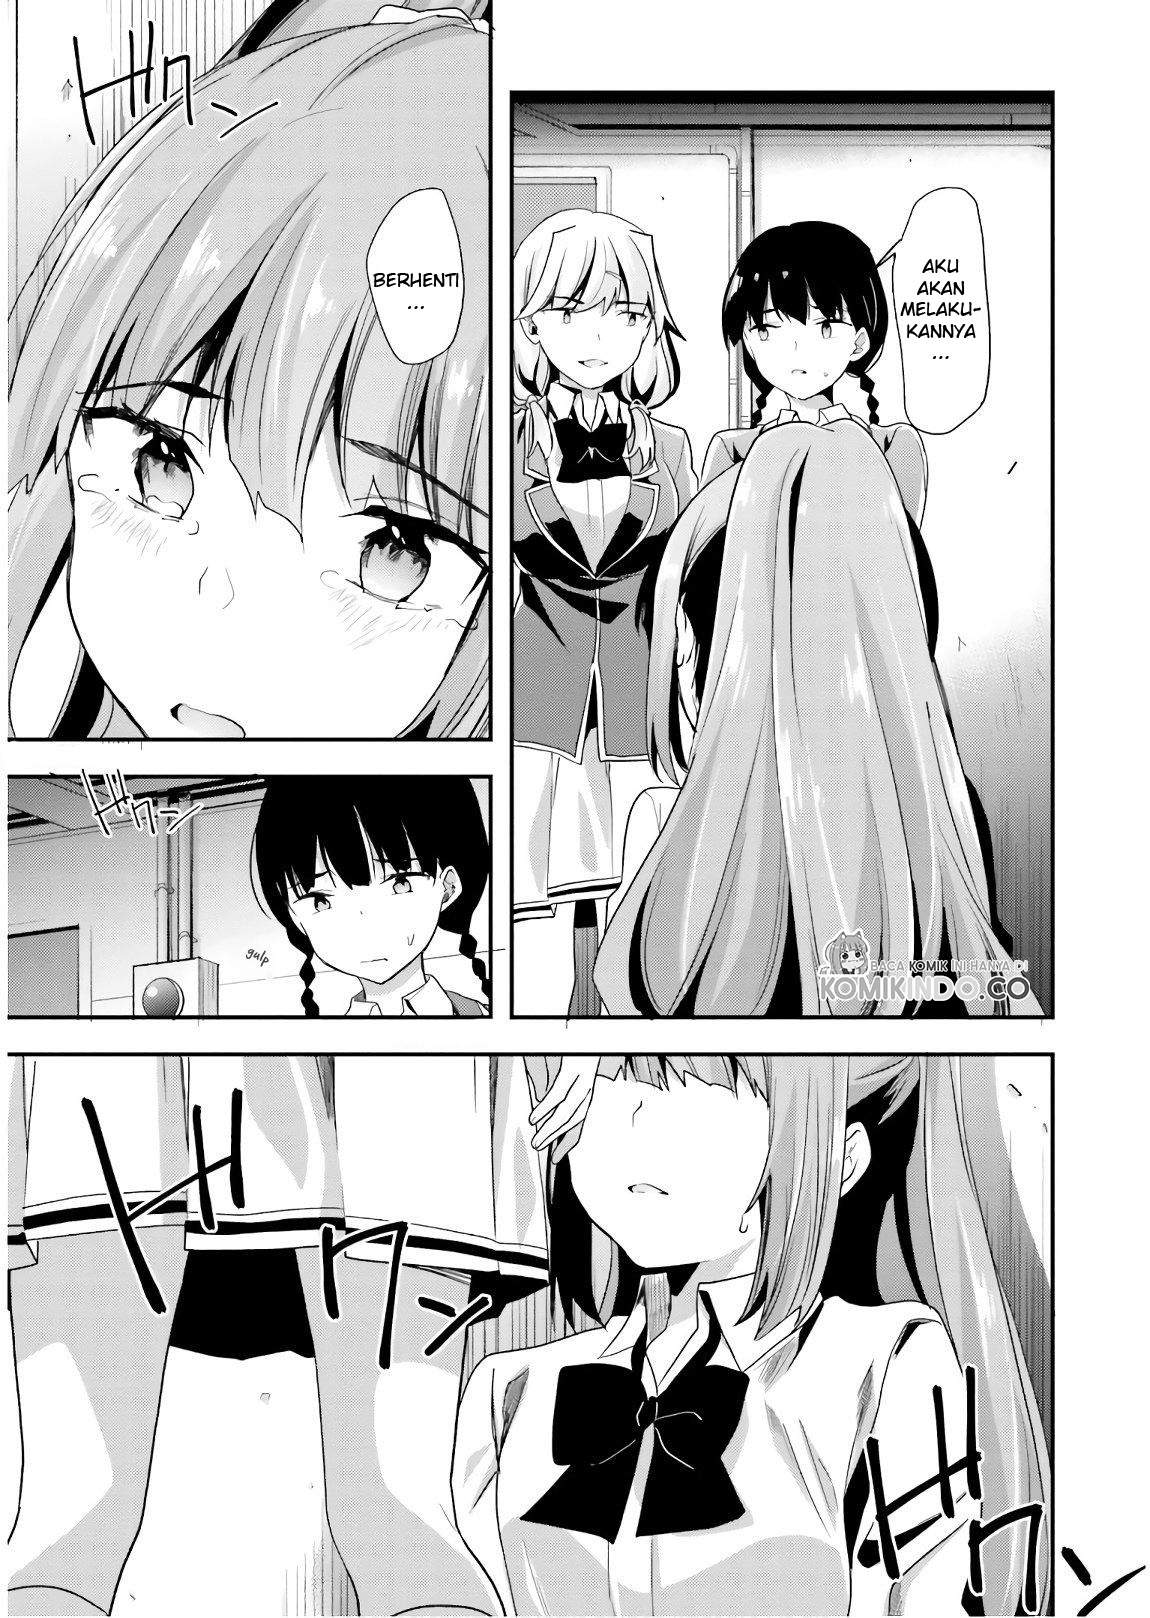 AKU
AKAN
MELAKU-
KANNYA
...
ドクン
BERHENTI
...
ドクン
gulp
BACA KOMIK INI HANYA DI
KOMIKINDO.CO
ドクン
ドクン